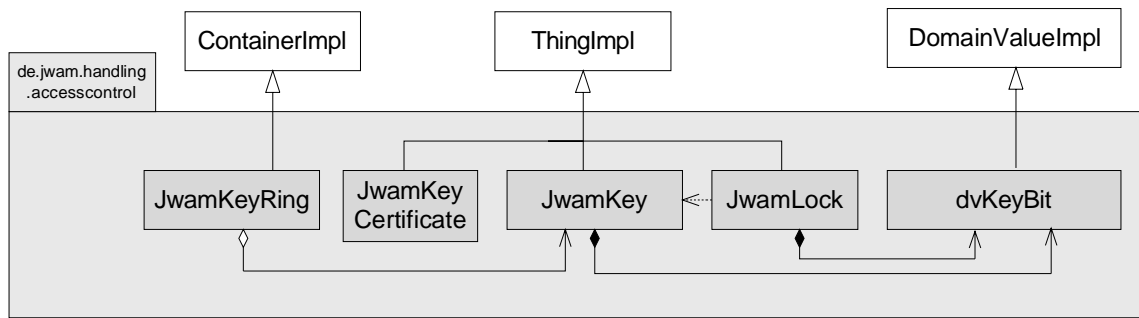 ContainerImpl
ThingImpl
DomainValueImpl
de.jwam.handling
.accesscontrol
JwamKeyRing
JwamKey
Certificate
JwamKey
JwamLock
dvKeyBit